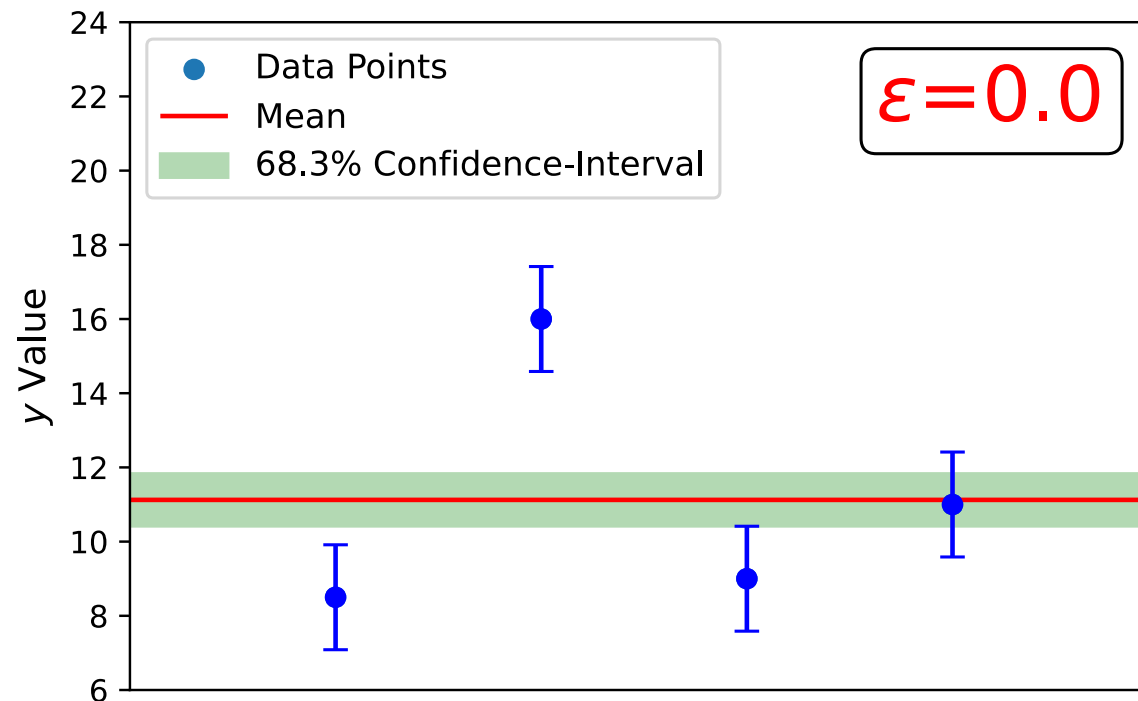 24
22
20
18
16
14
12
10
8
6
y Value
Data Points
Mean
68.3% Confidence-Interval
ε=0.0